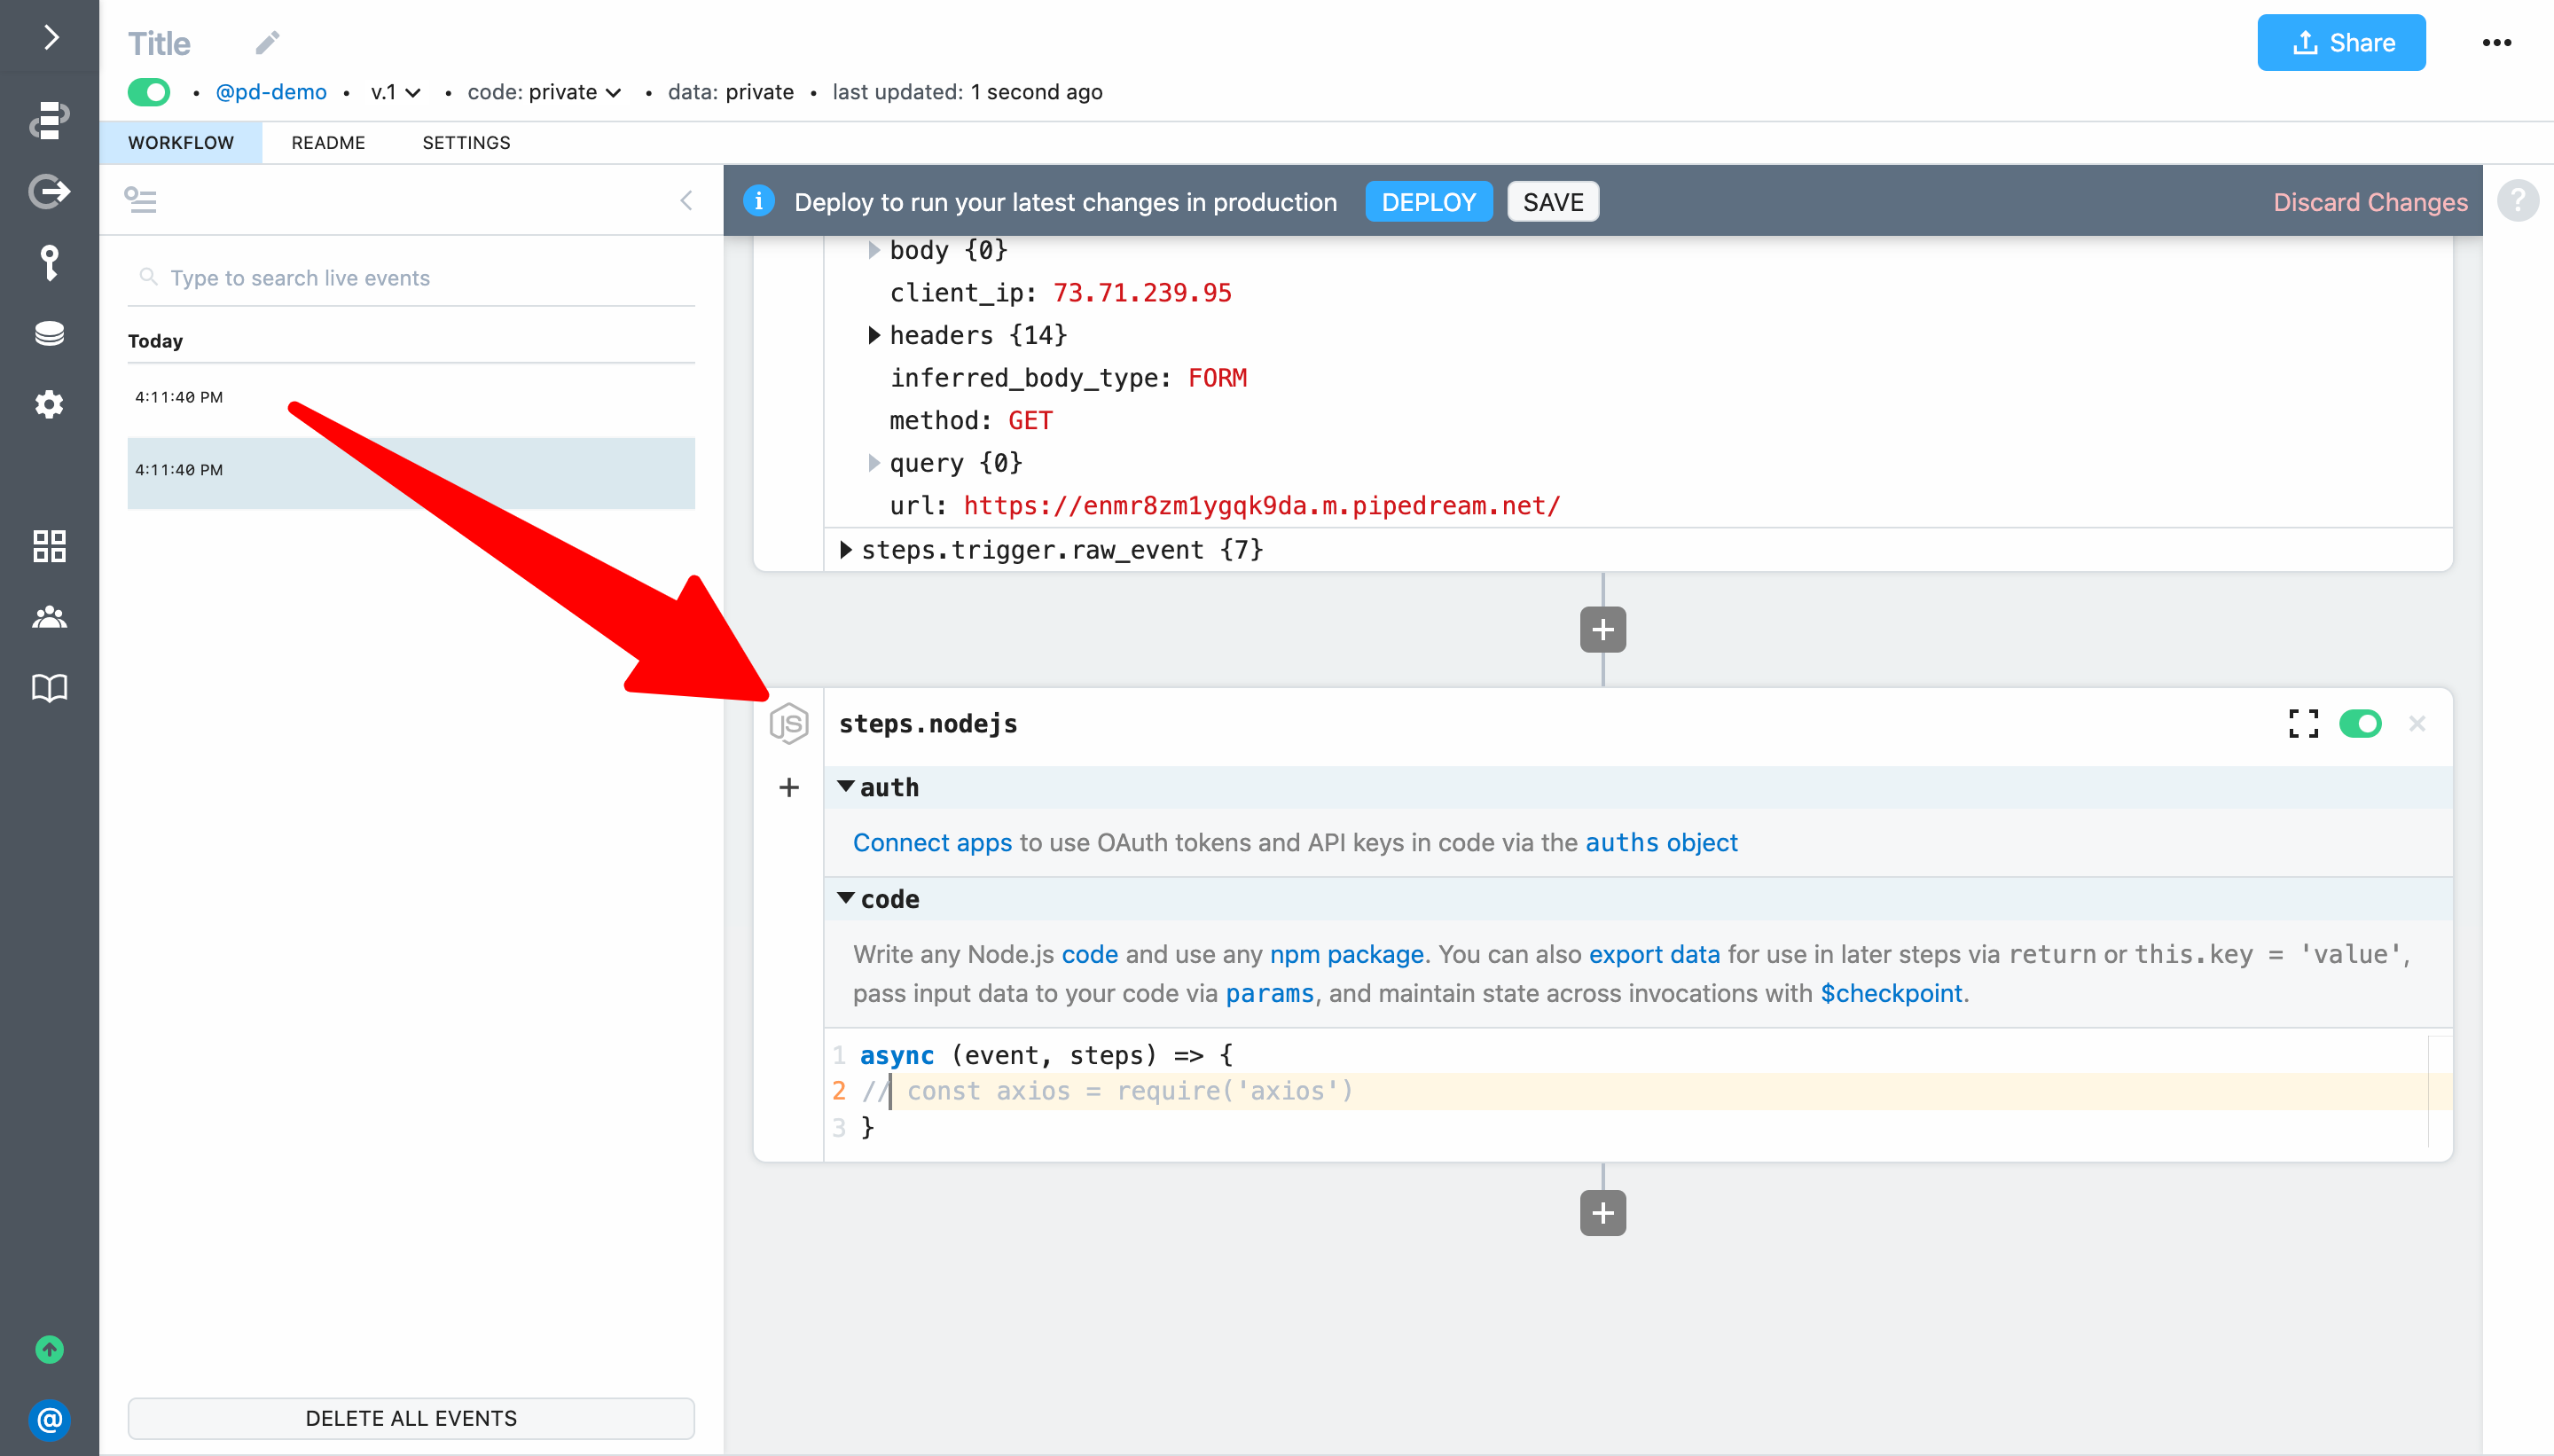 Title
Share
• @pd-demo • v.1 • code: private • data: private • last updated: 1 second ago
WORKFLOW README SETTINGS
i Deploy to run your latest changes in production DEPLOY SAVE Discard Changes ?
Type to search live events
Today
4:11:40 PM
4:11:40 PM
DELETE ALL EVENTS
@
body {0}
client_ip: 73.71.239.95
headers {14}
inferred_body_type: FORM
method: GET
query {0}
url: https://enmr8zm1ygqk9da.m.pipedream.net/
steps.trigger.raw_event {7}
+
JS steps.nodejs
+ auth
Connect apps to use OAuth tokens and API keys in code via the auths object
code
Write any Node.js code and use any npm package. You can also export data for use in later steps via return or this.key = 'value',
pass input data to your code via params, and maintain state across invocations with $checkpoint.
1 async (event, steps) => {
2 // const axios = require('axios')
3 }
+